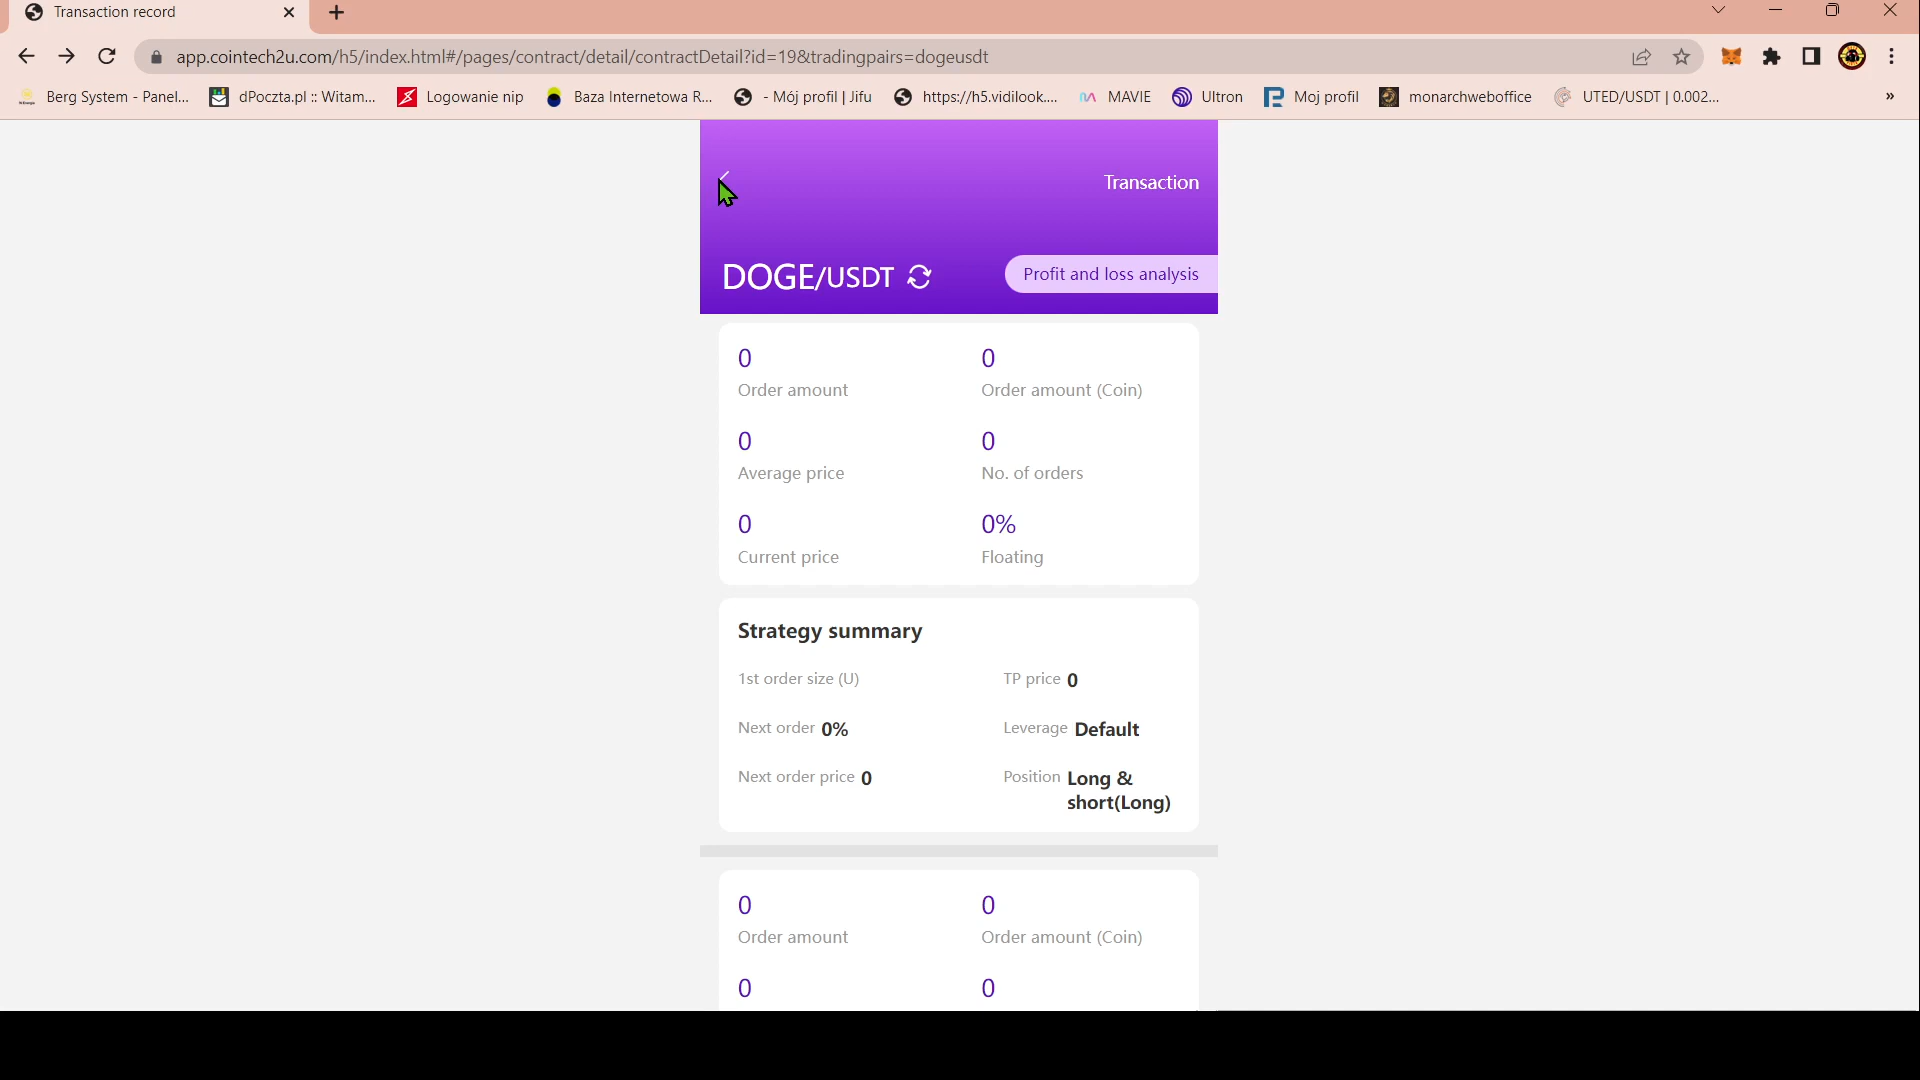 Transaction record
app.cointech2u.com/h5/index.html#/pages/contract/detail/contractDetail?id=19&tradingpairs=dogeusdt
Berg System - Panel... dPoczta.pl :: Witam... Logowanie nip Baza Internetowa R... - Mój profil | Jifu https://h5.vidilook.... MAVIE Ultron Moj profil monarchweboffice UTED/USDT | 0.002... »
Transaction
DOGE/USDT Profit and loss analysis
0 0
Order amount Order amount (Coin)
0 0
Average price No. of orders
0 0%
Current price Floating
Strategy summary
1st order size (U) TP price 0
Next order 0% Leverage Default
Next order price 0 Position Long &
short(Long)
0 0
Order amount Order amount (Coin)
0 0